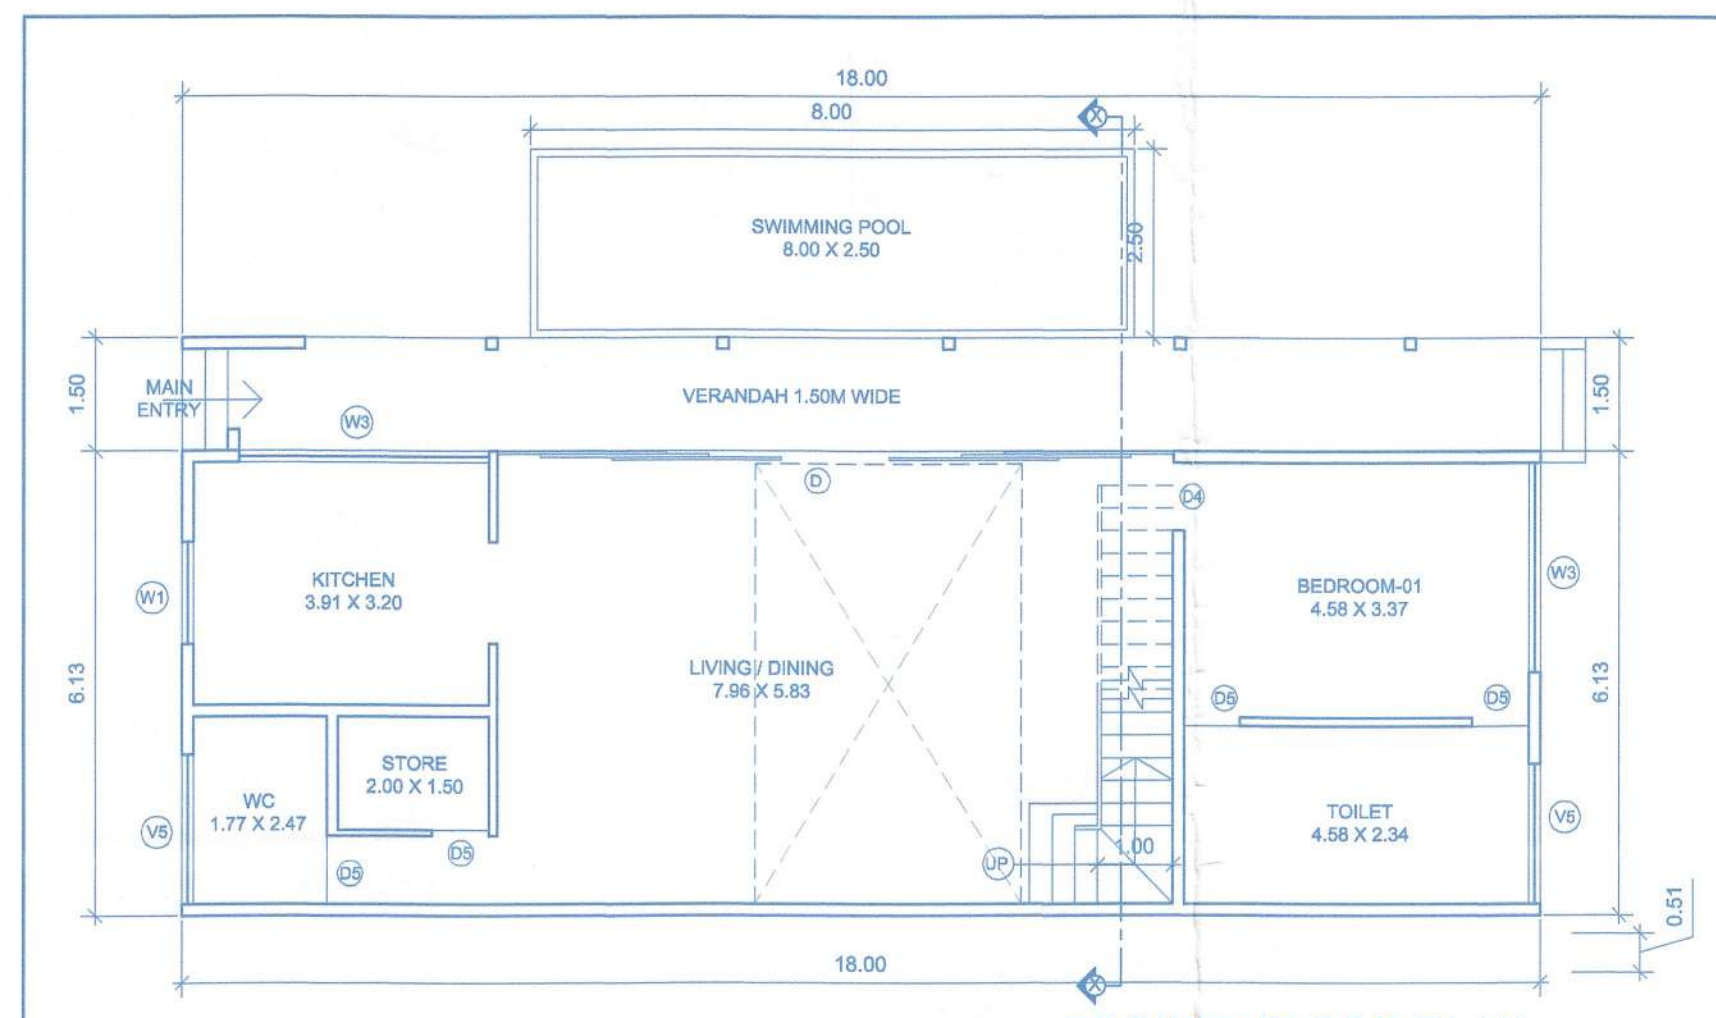 18.00
8.00
X
SWIMMING POOL
8.00 X 2.50
2.50
1.50
MAIN
ENTRY
W3
VERANDAH 1.50M WIDE
1.50
D
D4
KITCHEN
3.91 X 3.20
W1
BEDROOM-01
4.58 X 3.37
W3
6.13
LIVING / DINING
7.96 X 5.83
D5
D5
6.13
STORE
2.00 X 1.50
WC
1.77 X 2.47
V5
D5
D5
UP
1.00
TOILET
4.58 X 2.34
V5
0.51
18.00
X